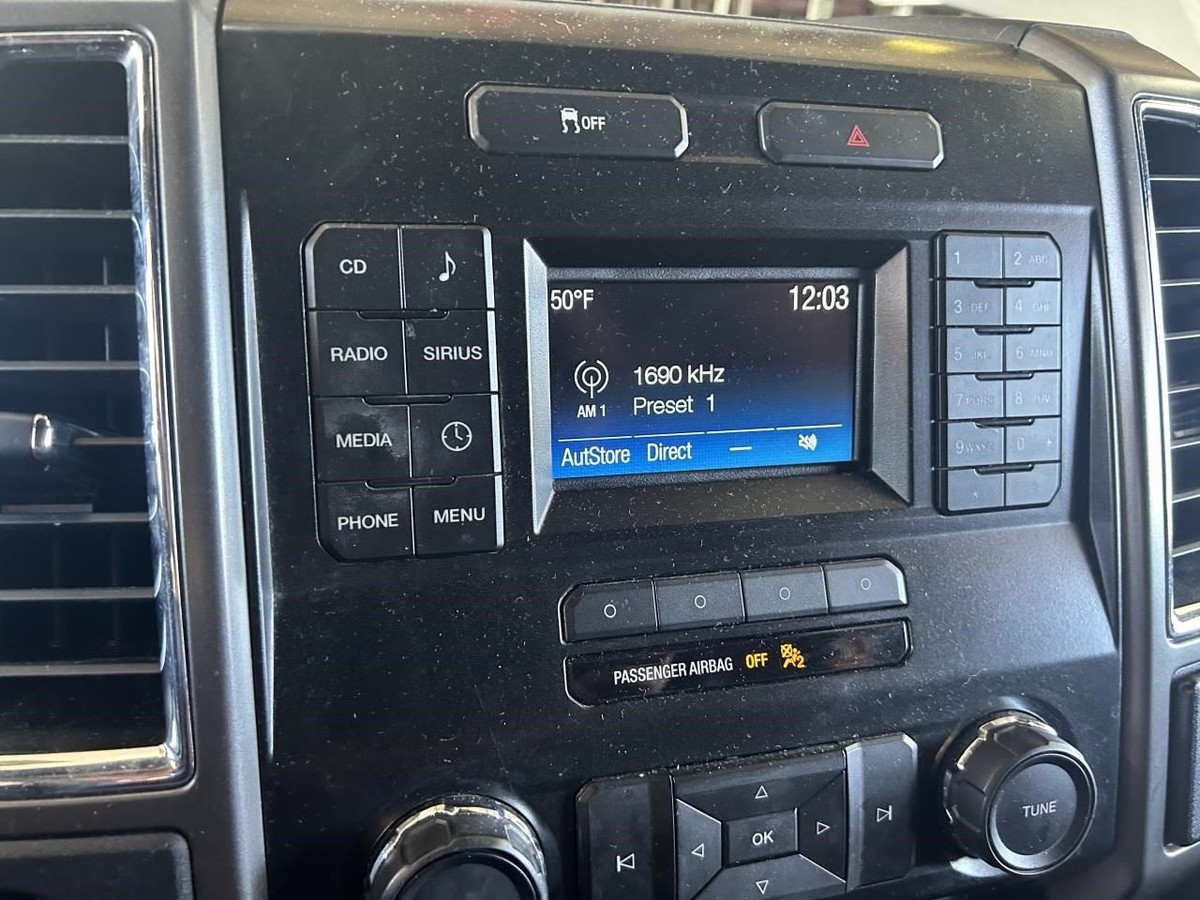 OFF
CD
RADIO SIRIUS
MEDIA
PHONE MENU
50°F 12:03
1690 kHz
AM 1 Preset 1
AutStore Direct
1 2 ABC
3 DEF 4 GHI
5 JKL 6 MNO
7 PQRS 8 TUV
9 0 +
*
PASSENGER AIRBAG OFF 2
OK
TUNE